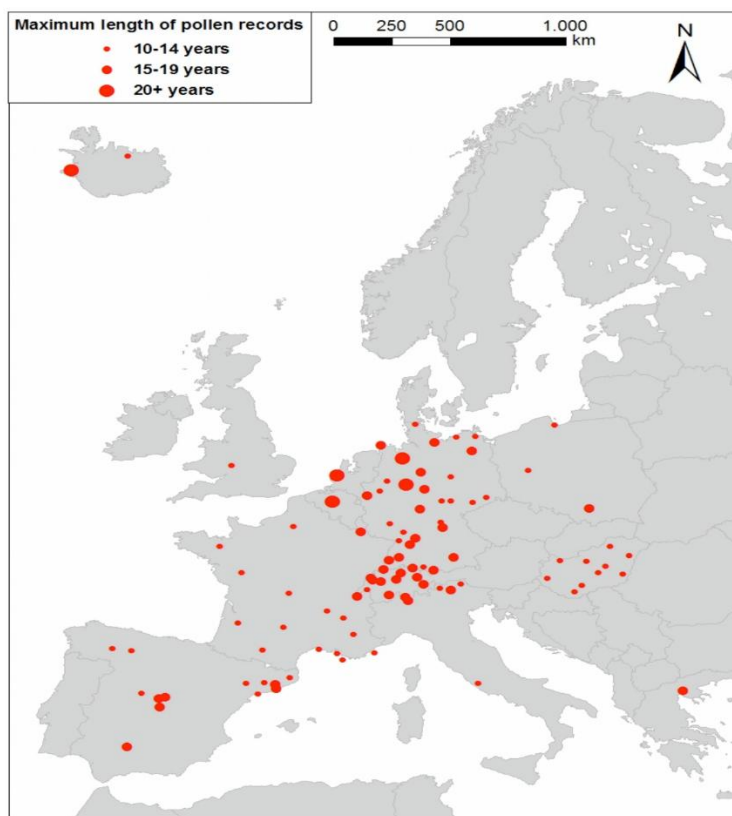 Maximum length of pollen records
10-14 years
15-19 years
20+ years
0 250 500 1.000
km
N